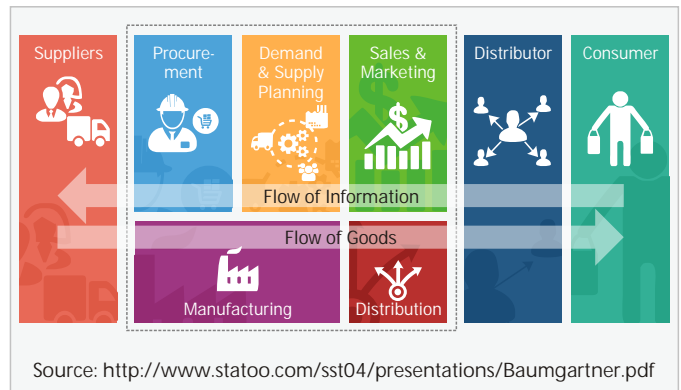 Suppliers
Procure-
ment
Demand
& Supply
Planning
Sales &
Marketing
Distributor
Consumer
Flow of Information
Flow of Goods
Manufacturing
Distribution
Source: http://www.statoo.com/sst04/presentations/Baumgartner.pdf